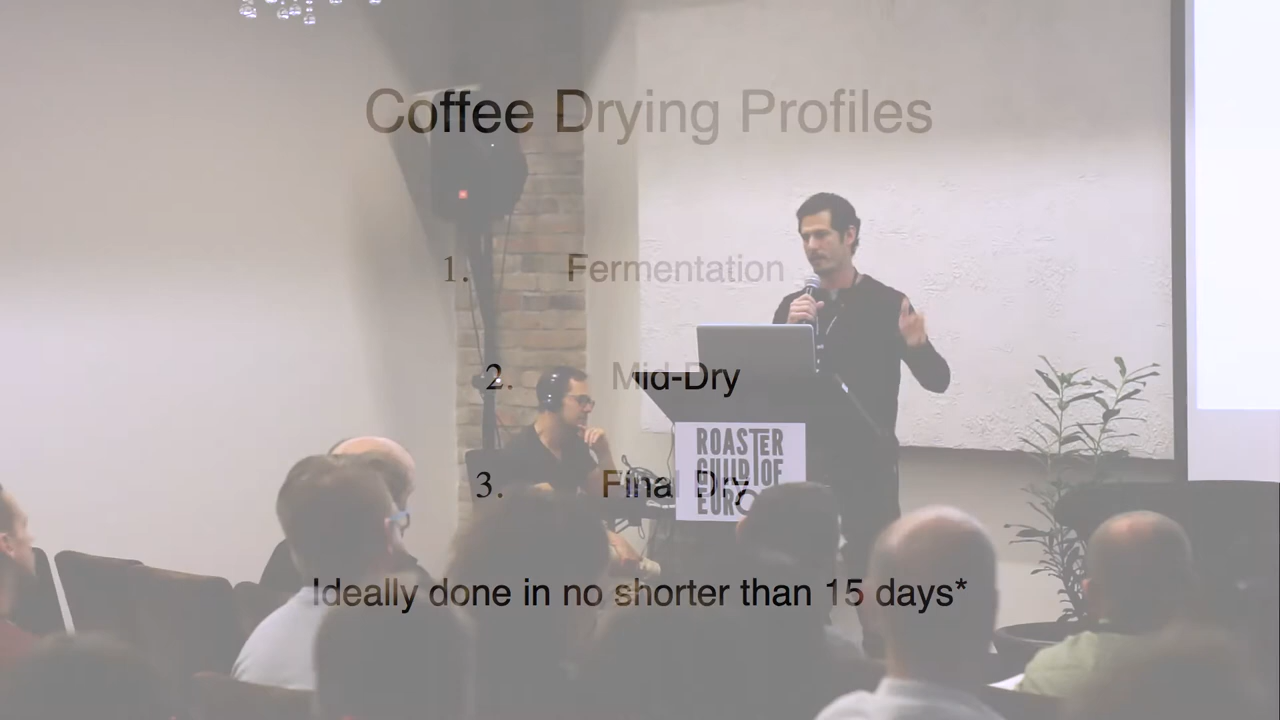 Coffee Drying Profiles
1. Fermentation
2. Mid-Dry
3. Final Dry
Ideally done in no shorter than 15 days*
ROASTER
GUILD OF
EUROPE